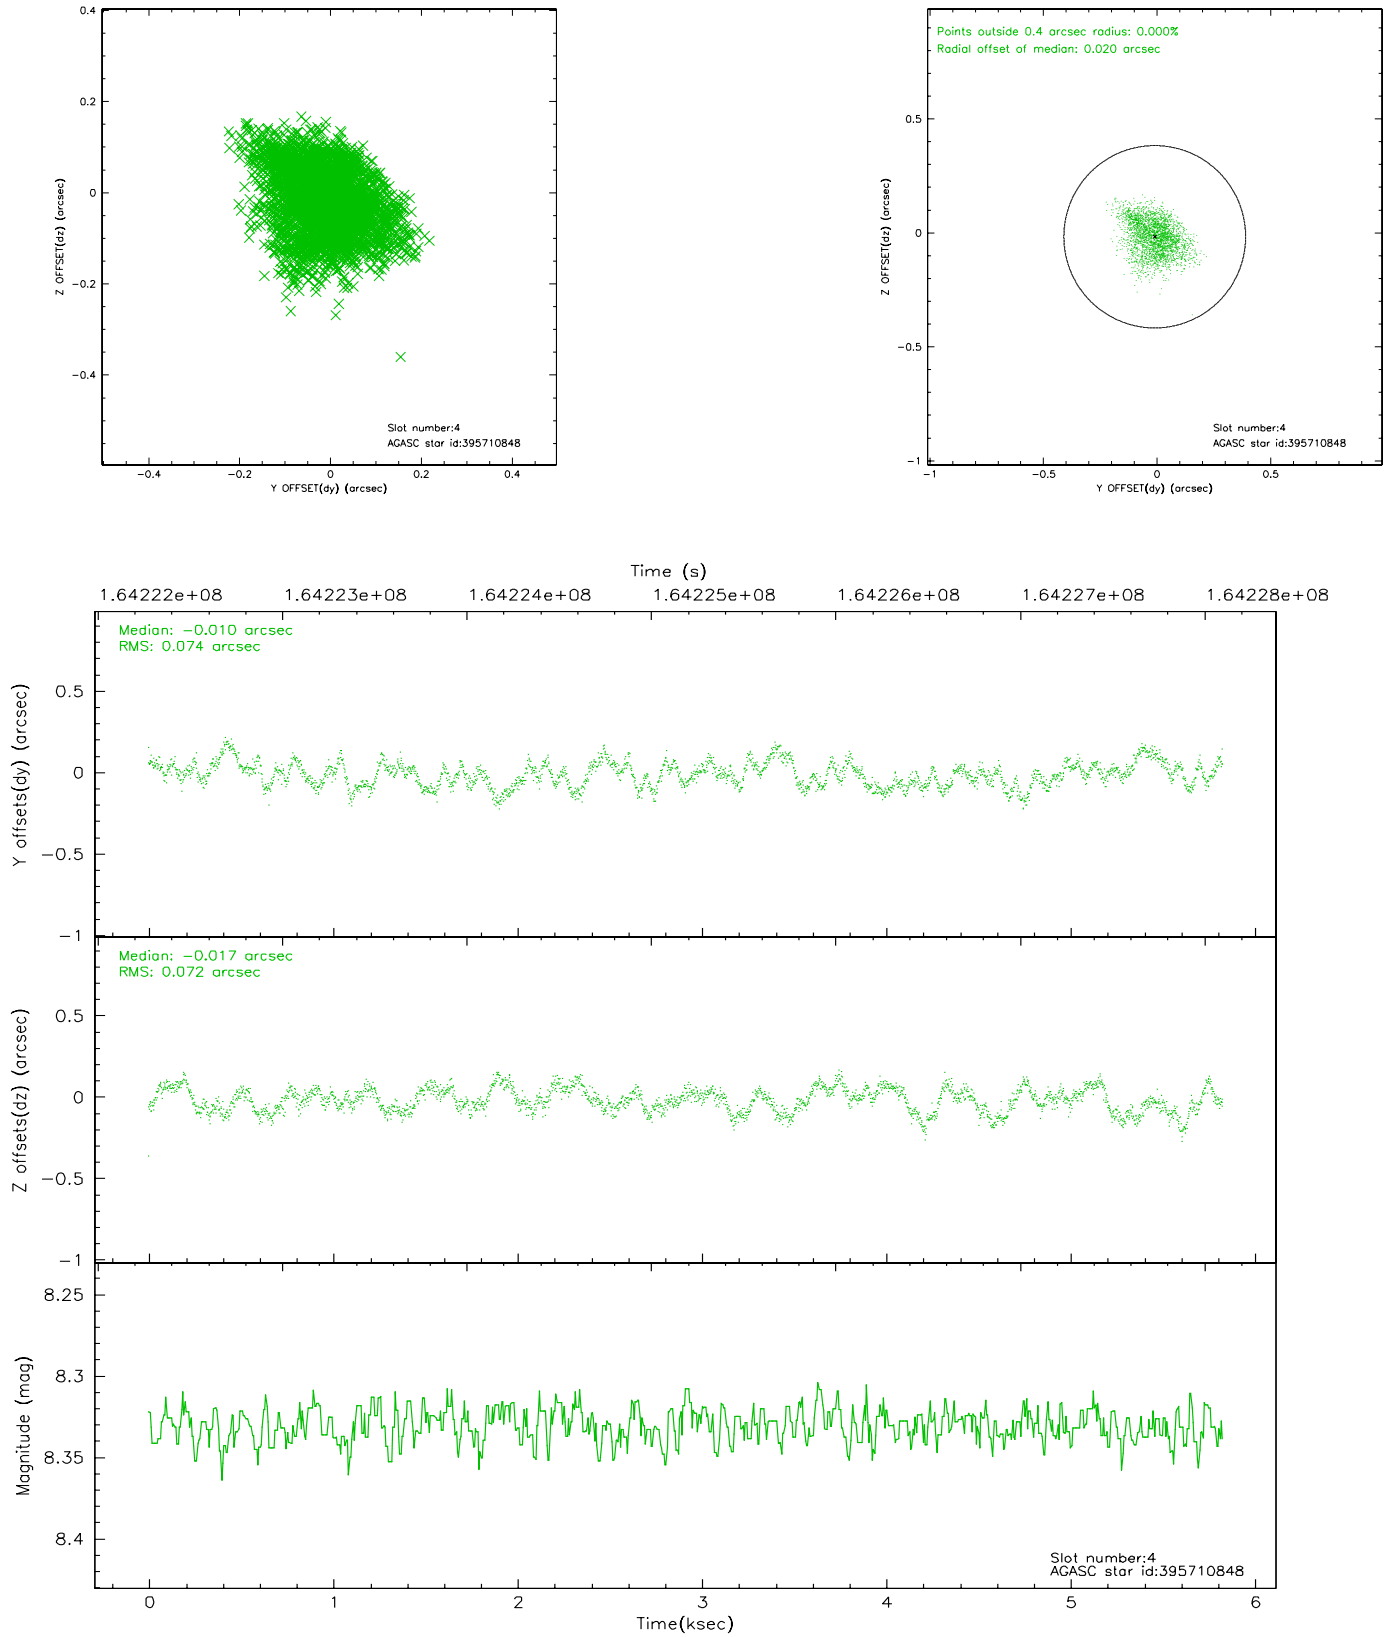 0.4
0.2
0
−0.2
−0.4
Z OFFSET(dz) (arcsec)
Slot number:4
AGASC star id:395710848
−0.4 −0.2 0 0.2 0.4
Y OFFSET(dy) (arcsec)
Points outside 0.4 arcsec radius: 0.000%
Radial offset of median: 0.020 arcsec
0.5
0
−0.5
−1
Z OFFSET(dz) (arcsec)
Slot number:4
AGASC star id:395710848
−1 −0.5 0 0.5
Y OFFSET(dy) (arcsec)
Time (s)
1.64222e+08 1.64223e+08 1.64224e+08 1.64225e+08 1.64226e+08 1.64227e+08 1.64228e+08
Median: −0.010 arcsec
RMS: 0.074 arcsec
0.5
0
−0.5
−1
Y offsets(dy) (arcsec)
Median: −0.017 arcsec
RMS: 0.072 arcsec
0.5
0
−0.5
−1
Z offsets(dz) (arcsec)
8.25
8.3
8.35
8.4
Magnitude (mag)
Slot number:4
AGASC star id:395710848
0 1 2 3 4 5 6
Time(ksec)